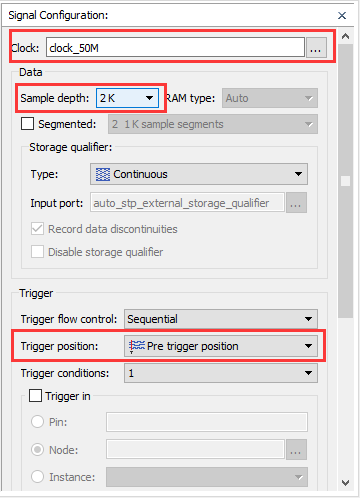 Signal Configuration:
Clock: clock_50M ...
Data
Sample depth: 2 K RAM type: Auto
Segmented: 2 1 K sample segments
Storage qualifier:
Type: Continuous
Input port: auto_stp_external_storage_qualifier ...
Record data discontinuities
Disable storage qualifier
Trigger
Trigger flow control: Sequential
Trigger position: Pre trigger position
Trigger conditions: 1
Trigger in
Pin:
Node: ...
Instance: